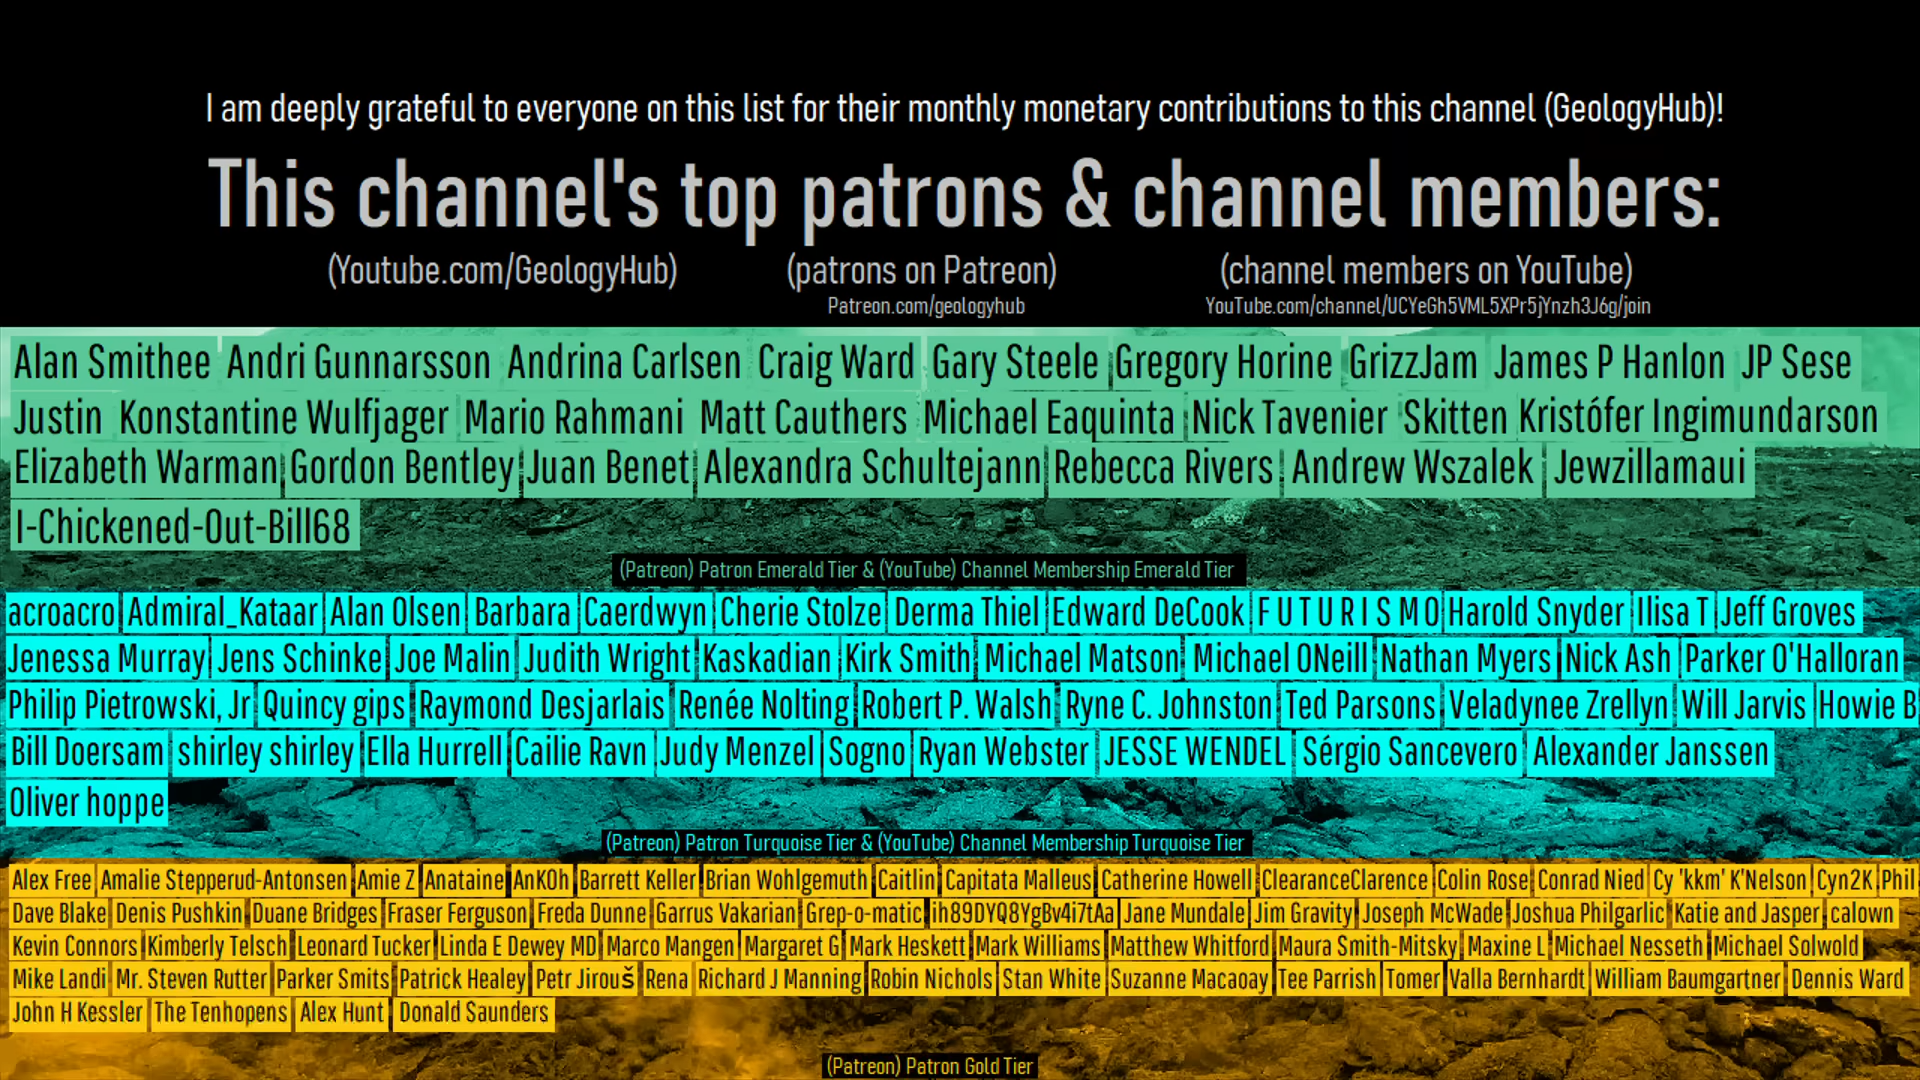 I am deeply grateful to everyone on this list for their monthly monetary contributions to this channel (GeologyHub)!
This channel's top patrons & channel members:
(Youtube.com/GeologyHub) (patrons on Patreon) (channel members on YouTube)
Patreon.com/geologyhub YouTube.com/channel/UCYeGh5VML5XPr5jYnzh3J6g/join
Alan Smithee Andri Gunnarsson Andrina Carlsen Craig Ward Gary Steele Gregory Horine GrizzJam James P Hanlon JP Sese
Justin Konstantine Wulfjager Mario Rahmani Matt Cauthers Michael Eaquinta Nick Tavenier Skitten Kristófer Ingimundarson
Elizabeth Warman Gordon Bentley Juan Benet Alexandra Schultejann Rebecca Rivers Andrew Wszalek Jewzillamaui
I-Chickened-Out-Bill68
(Patreon) Patron Emerald Tier & (YouTube) Channel Membership Emerald Tier
acroacro Admiral_Kataar Alan Olsen Barbara Caerdwyn Cherie Stolze Derma Thiel Edward DeCook F U T U R I S M O Harold Snyder Ilisa T Jeff Groves
Jenessa Murray Jens Schinke Joe Malin Judith Wright Kaskadian Kirk Smith Michael Matson Michael ONeill Nathan Myers Nick Ash Parker O'Halloran
Philip Pietrowski, Jr Quincy gips Raymond Desjarlais Renée Nolting Robert P. Walsh Ryne C. Johnston Ted Parsons Veladynee Zrellyn Will Jarvis Howie B
Bill Doersam shirley shirley Ella Hurrell Cailie Ravn Judy Menzel Sogno Ryan Webster JESSE WENDEL Sérgio Sancevero Alexander Janssen
Oliver hoppe
(Patreon) Patron Turquoise Tier & (YouTube) Channel Membership Turquoise Tier
Alex Free Amalie Stepperud-Antonsen Amie Z Anataine AnKOh Barrett Keller Brian Wohlgemuth Caitlin Capitata Malleus Catherine Howell ClearanceClarence Colin Rose Conrad Nied Cy 'kkm' K'Nelson Cyn2K Phil
Dave Blake Denis Pushkin Duane Bridges Fraser Ferguson Freda Dunne Garrus Vakarian Grep-o-matic ih89DYQ8YgBv4i7tAa Jane Mundale Jim Gravity Joseph McWade Joshua Philgarlic Katie and Jasper calown
Kevin Connors Kimberly Telsch Leonard Tucker Linda E Dewey MD Marco Mangen Margaret G Mark Heskett Mark Williams Matthew Whitford Maura Smith-Mitsky Maxine L Michael Nesseth Michael Solwold
Mike Landi Mr. Steven Rutter Parker Smits Patrick Healey Petr Jirouš Rena Richard J Manning Robin Nichols Stan White Suzanne Macaoay Tee Parrish Tomer Valla Bernhardt William Baumgartner Dennis Ward
John H Kessler The Tenhopens Alex Hunt Donald Saunders
(Patreon) Patron Gold Tier